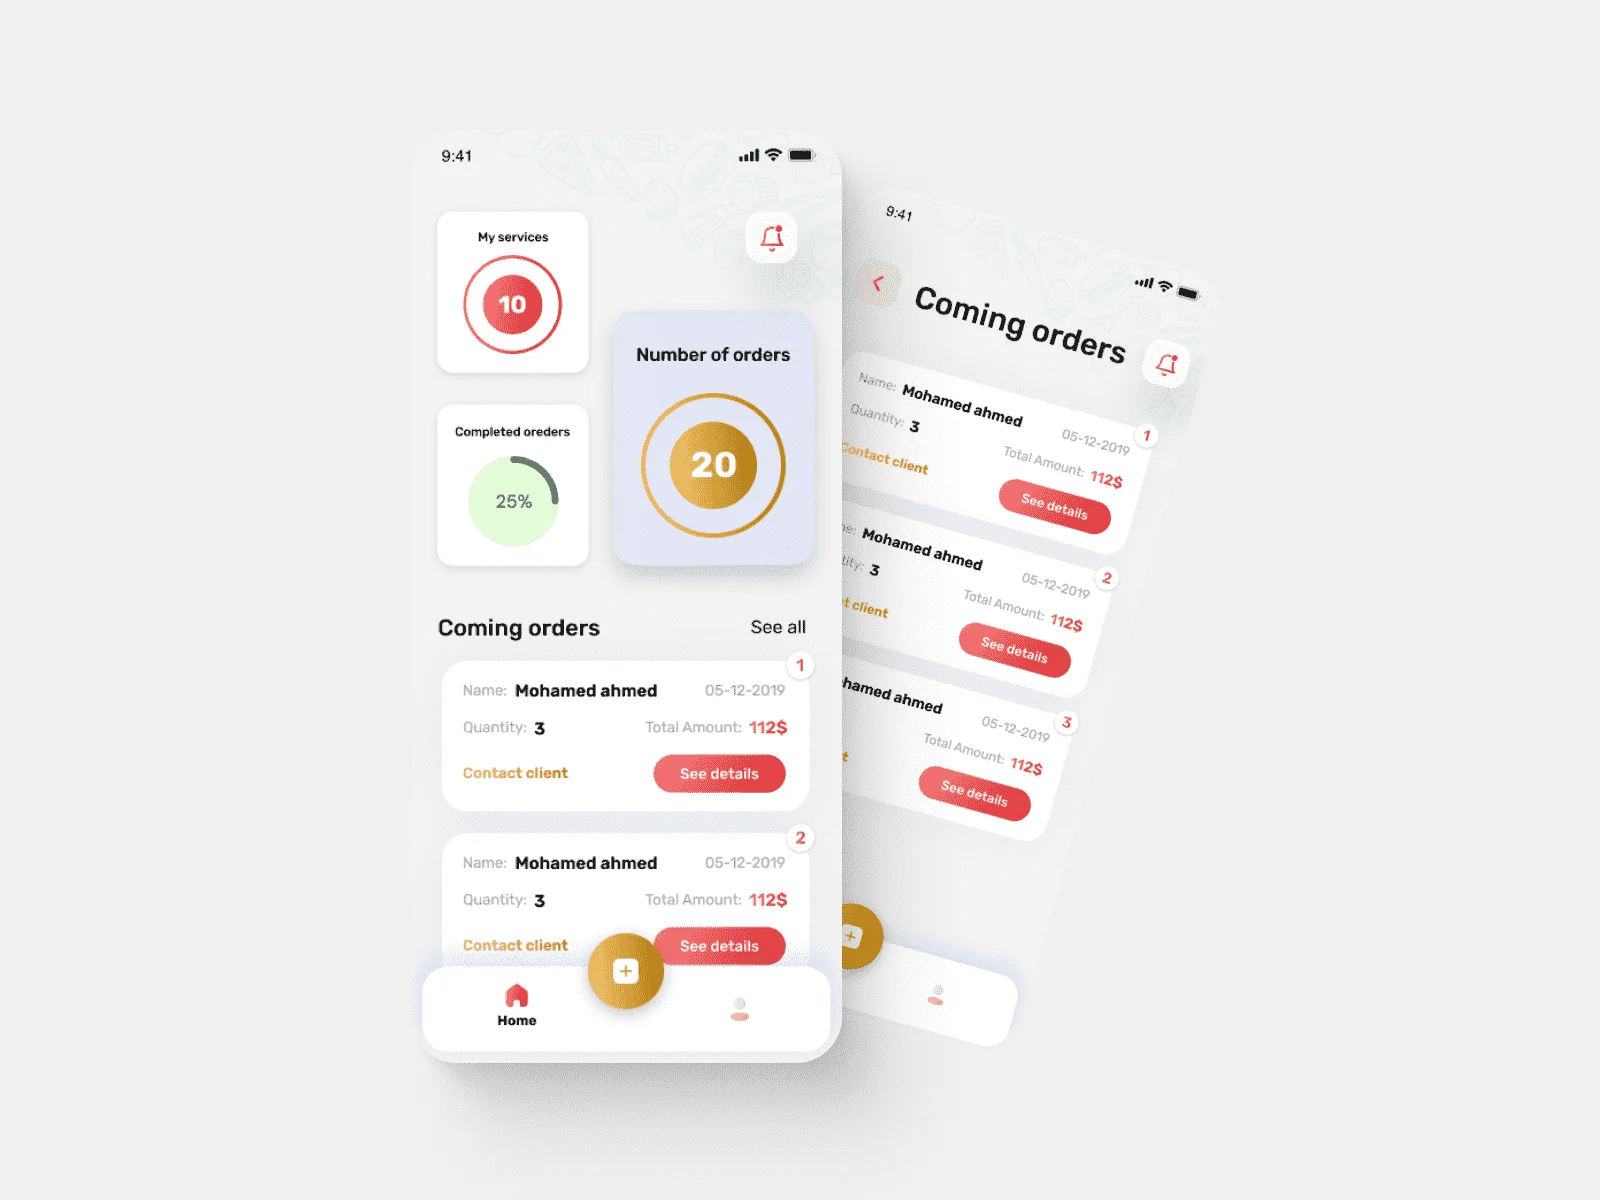 9:41
My services
10
Number of orders
20
Completed oreders
25%
Coming orders See all
1
Name: Mohamed ahmed 05-12-2019
Quantity: 3 Total Amount: 112$
Contact client See details
2
Name: Mohamed ahmed 05-12-2019
Quantity: 3 Total Amount: 112$
Contact client See details
Home
9:41
Coming orders
1
Name: Mohamed ahmed 05-12-2019
Quantity: 3 Total Amount: 112$
Contact client See details
2
Mohamed ahmed 05-12-2019
3 Total Amount: 112$
client See details
3
ahmed 05-12-2019
Total Amount: 112$
See details